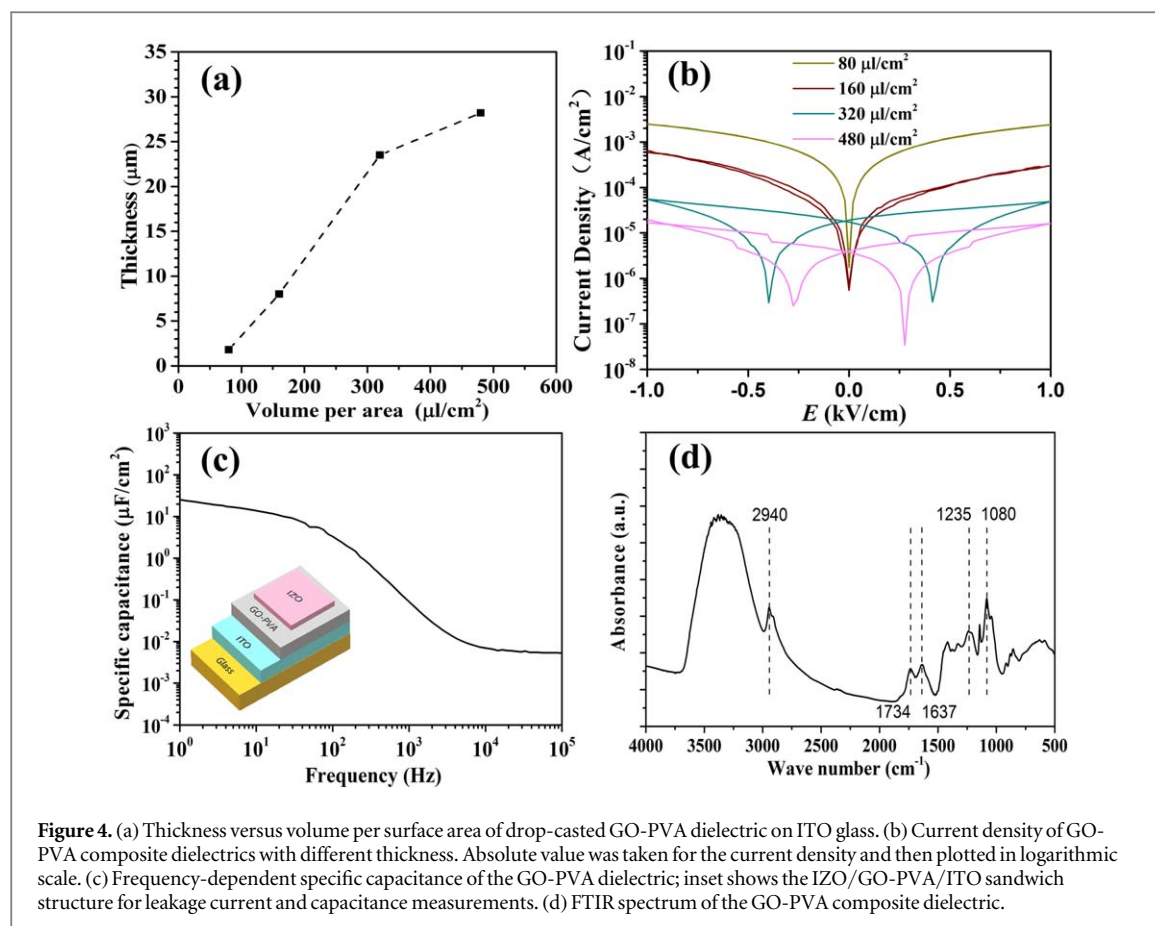 (a)
35
30
25
20
15
10
5
0
Thickness (μm)
0 100 200 300 400 500 600
Volume per area (μl/cm²)
(b)
80 μl/cm²
160 μl/cm²
320 μl/cm²
480 μl/cm²
10⁻¹
10⁻²
10⁻³
10⁻⁴
10⁻⁵
10⁻⁶
10⁻⁷
10⁻⁸
Current Density (A/cm²)
-1.0 -0.5 0.0 0.5 1.0
E (kV/cm)
(c)
10³
10²
10¹
10⁰
10⁻¹
10⁻²
10⁻³
10⁻⁴
Specific capacitance (μF/cm²)
IZO
GO-PVA
ITO
Glass
10⁰ 10¹ 10² 10³ 10⁴ 10⁵
Frequency (Hz)
(d)
2940
1235 1080
1734 1637
Absorbance (a.u.)
4000 3500 3000 2500 2000 1500 1000 500
Wave number (cm⁻¹)
Figure 4. (a) Thickness versus volume per surface area of drop-casted GO-PVA dielectric on ITO glass. (b) Current density of GO-
PVA composite dielectrics with different thickness. Absolute value was taken for the current density and then plotted in logarithmic
scale. (c) Frequency-dependent specific capacitance of the GO-PVA dielectric; inset shows the IZO/GO-PVA/ITO sandwich
structure for leakage current and capacitance measurements. (d) FTIR spectrum of the GO-PVA composite dielectric.